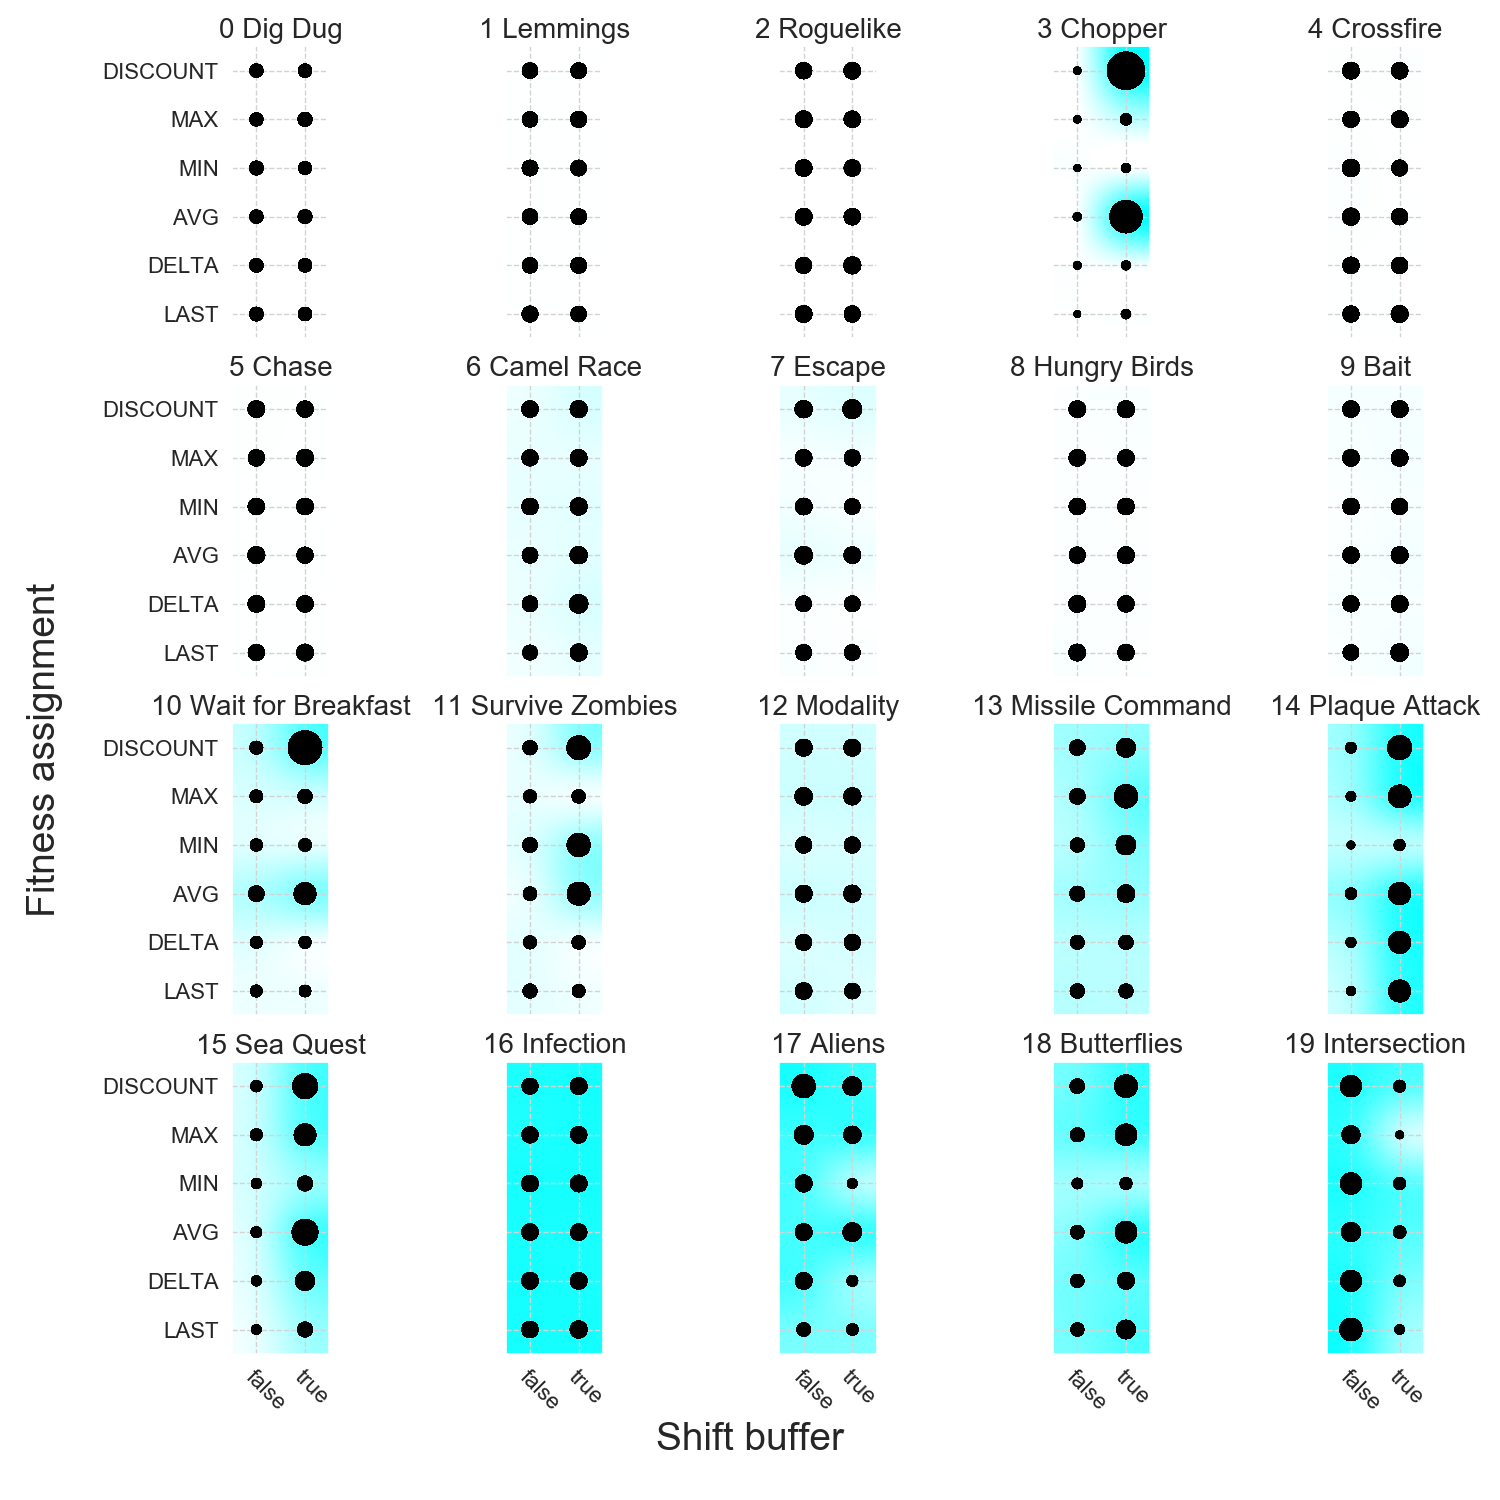 0 Dig Dug 1 Lemmings 2 Roguelike 3 Chopper 4 Crossfire
DISCOUNT
MAX
MIN
AVG
DELTA
LAST
5 Chase 6 Camel Race 7 Escape 8 Hungry Birds 9 Bait
DISCOUNT
MAX
MIN
AVG
DELTA
LAST
10 Wait for Breakfast 11 Survive Zombies 12 Modality 13 Missile Command 14 Plaque Attack
DISCOUNT
MAX
MIN
AVG
DELTA
LAST
15 Sea Quest 16 Infection 17 Aliens 18 Butterflies 19 Intersection
DISCOUNT
MAX
MIN
AVG
DELTA
LAST
false true false true false true false true false true
Fitness assignment
Shift buffer